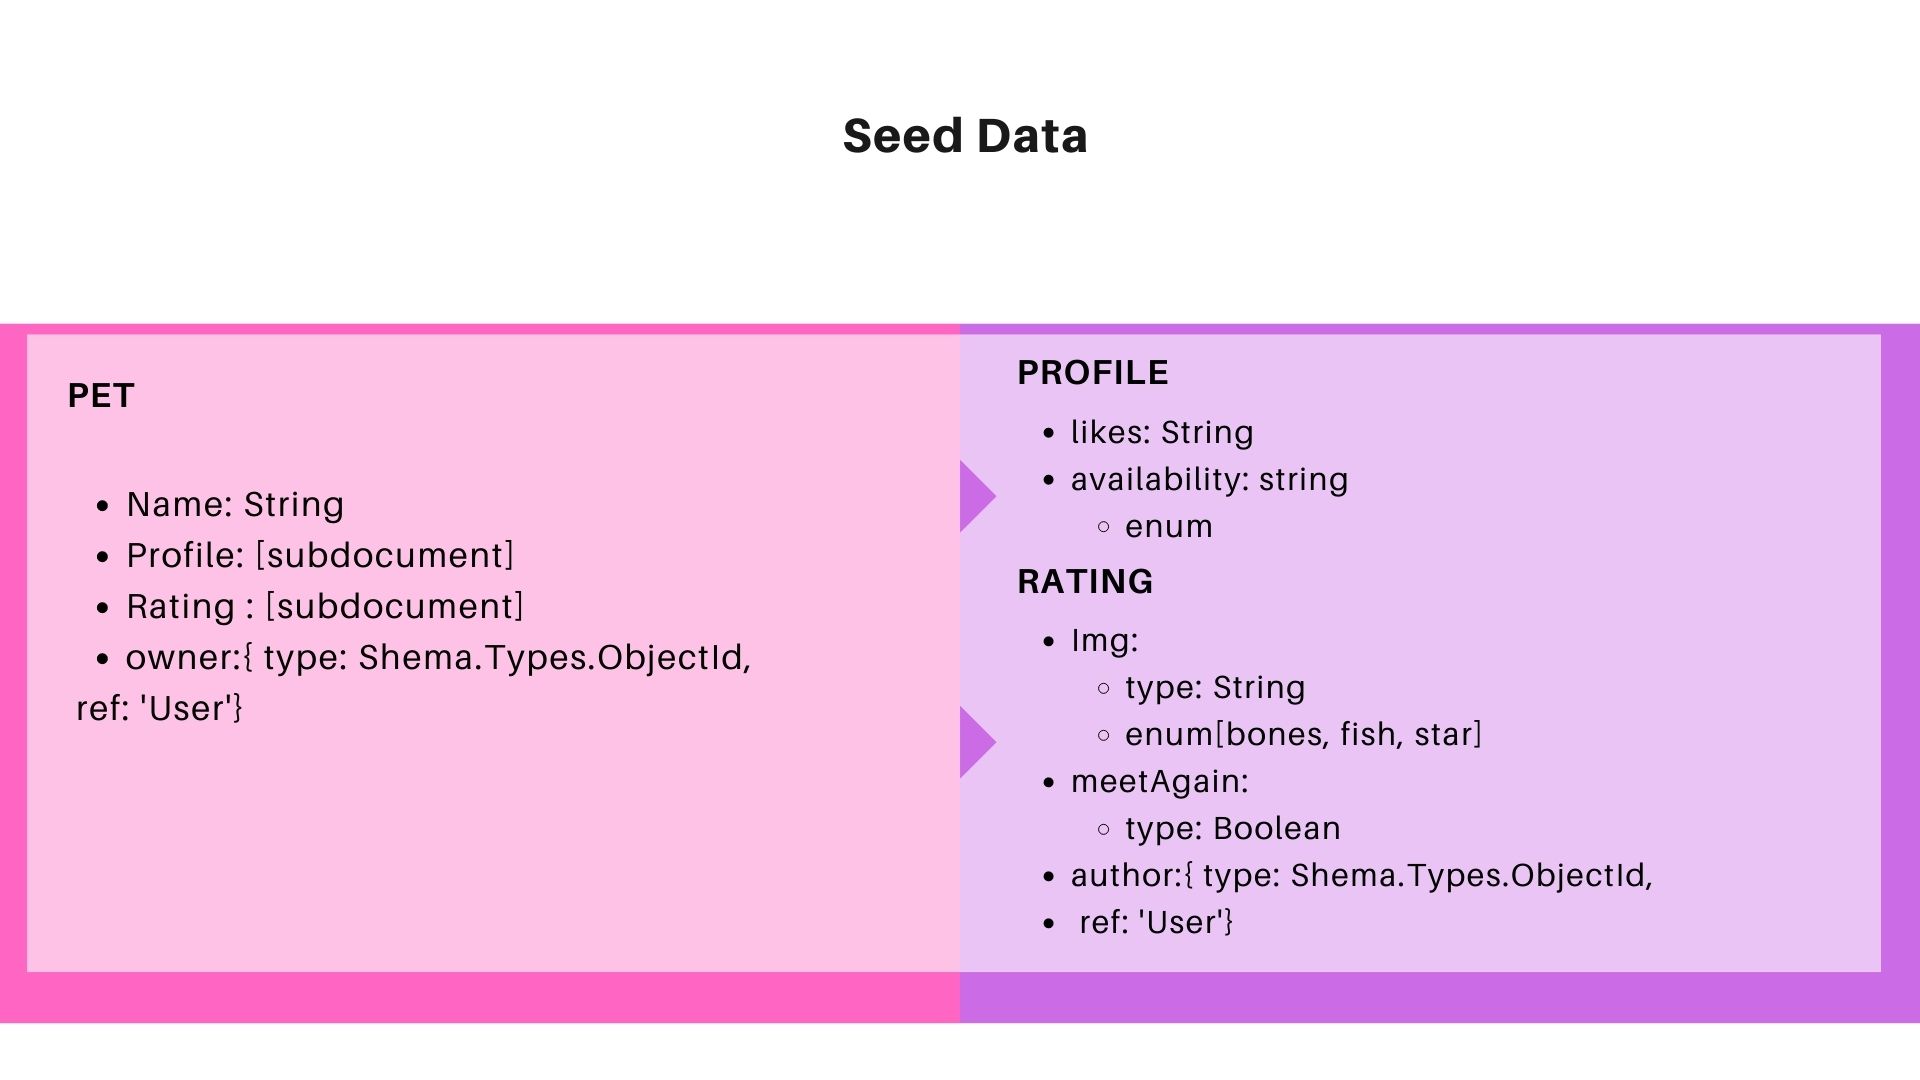 Seed Data
PET
• Name: String
• Profile: [subdocument]
• Rating : [subdocument]
• owner:{ type: Shema.Types.ObjectId,
ref: 'User'}
PROFILE
• likes: String
• availability: string
◦ enum
RATING
• Img:
◦ type: String
◦ enum[bones, fish, star]
• meetAgain:
◦ type: Boolean
• author:{ type: Shema.Types.ObjectId,
• ref: 'User'}